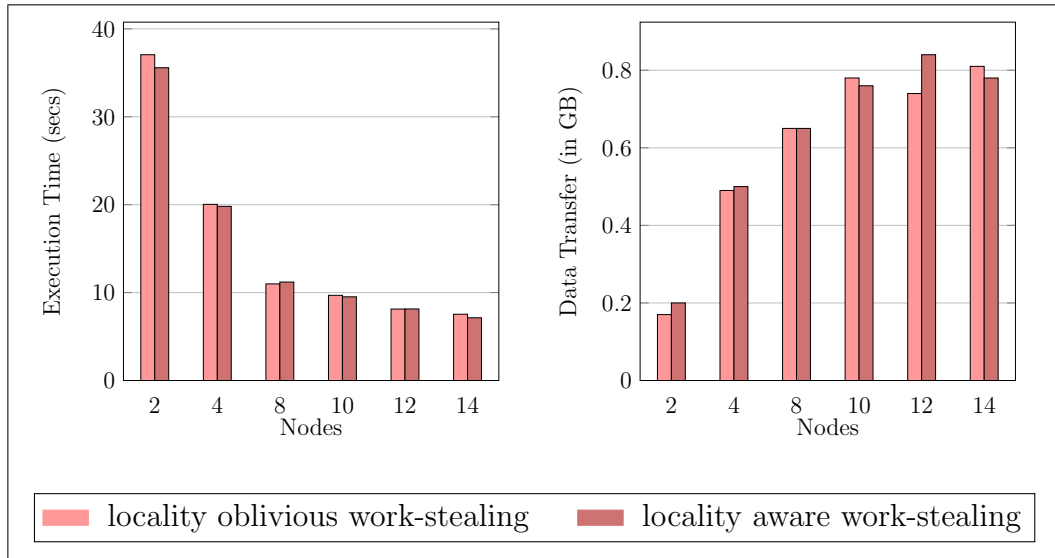 Execution Time (secs)
40
30
20
10
0
2 4 8 10 12 14
Nodes
Data Transfer (in GB)
0.8
0.6
0.4
0.2
0
2 4 8 10 12 14
Nodes
locality oblivious work-stealing
locality aware work-stealing